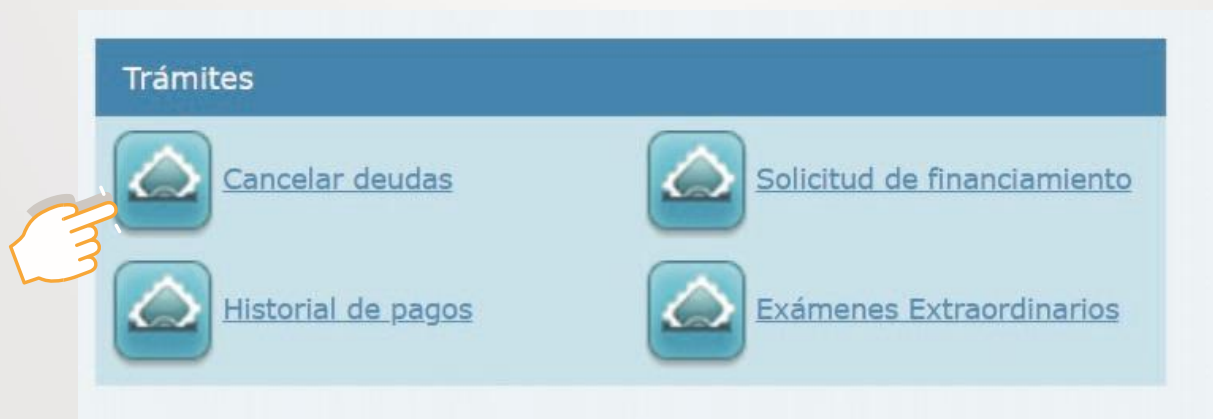 Trámites
Cancelar deudas
Solicitud de financiamiento
Historial de pagos
Exámenes Extraordinarios